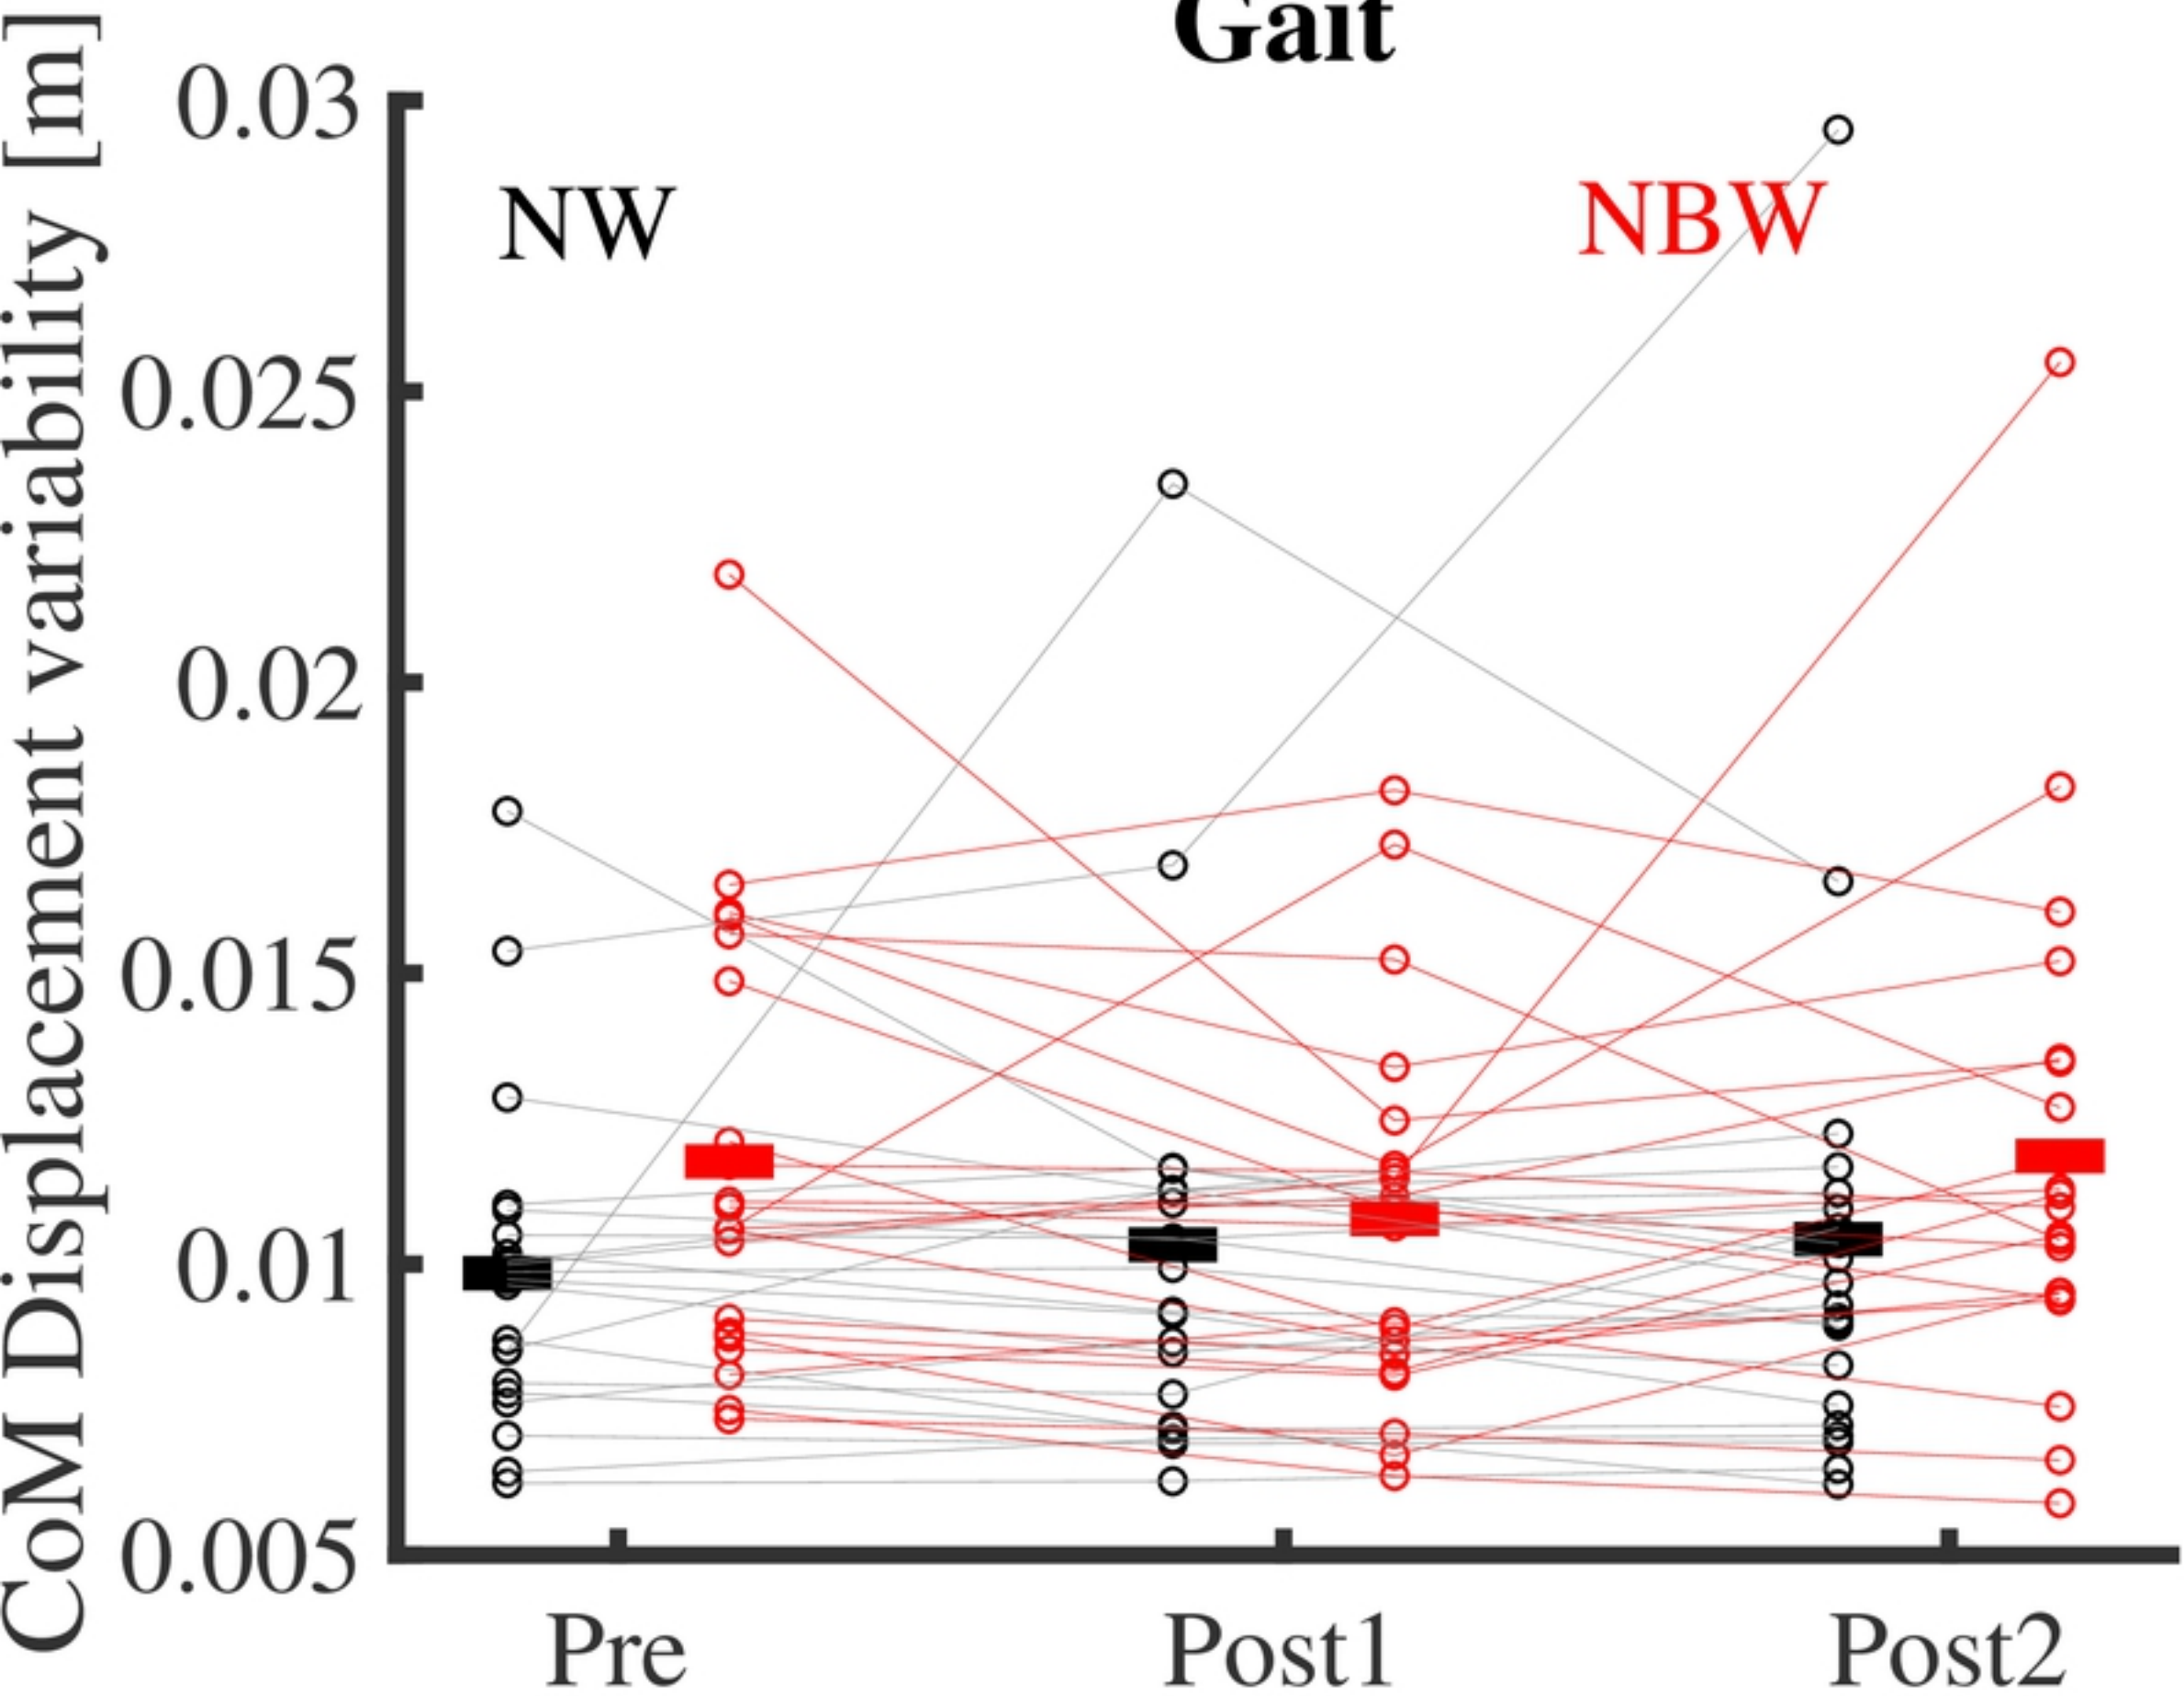 Gait
CoM Displacement variability [m]
0.03
0.025
0.02
0.015
0.01
0.005
NW
NBW
Pre
Post1
Post2